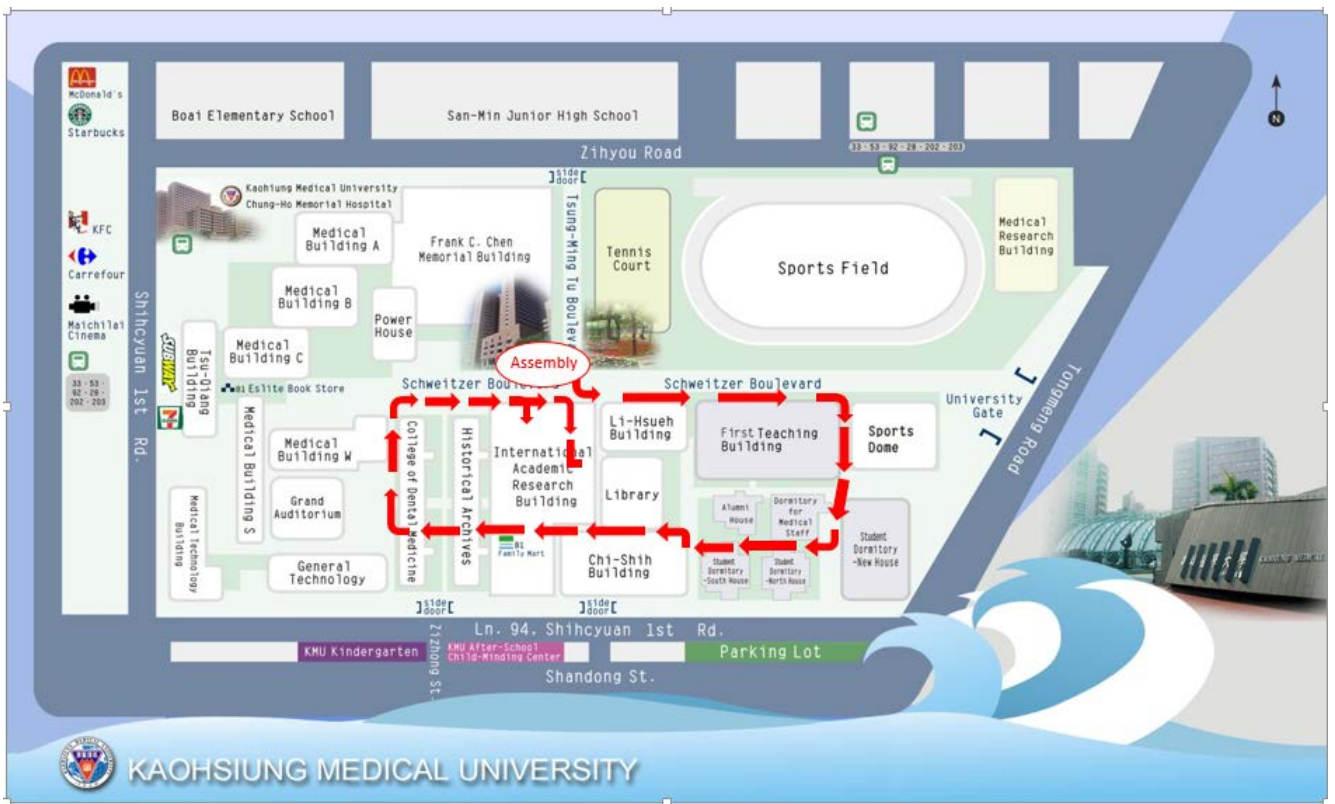 McDonald's
Starbucks
KFC
Carrefour
Maichilai
Cinema
33 · 53 ·
92 · 28 ·
202 · 203
Shihcyuan 1st Rd.
Boai Elementary School
San-Min Junior High School
Zihyou Road
33 · 53 · 92 · 28 · 202 · 203
N
Kaohiung Medical University
Chung-Ho Memorial Hospital
Medical
Building A
Medical
Building B
Medical
Building C
Power
House
Frank C. Chen
Memorial Building
side
door
Tsung-Ming Tu Boulev
Tennis
Court
Sports Field
Medical
Research
Building
SUBWAY
Tsu-Qiang
Building
B1 Eslite Book Store
Assembly
Schweitzer Boulevard
Schweitzer Boulevard
University
Gate
Tongmeng Road
Medical Building S
Medical
Building W
Grand
Auditorium
Medical Technology
Building
General
Technology
College of Dental Medicine
Historical Archives
International
Academic
Research
Building
B1
Family Mart
Li-Hsueh
Building
Library
First Teaching
Building
Sports
Dome
Alumni
House
Dormitory
for
Medical
Staff
Chi-Shih
Building
Student
Dormitory
-South House
Student
Dormitory
-North House
Student
Dormitory
-New House
side
door
side
door
Ln. 94, Shihcyuan 1st Rd.
Zizhong St.
KMU Kindergarten
KMU After-School
Child-Minding Center
Parking Lot
Shandong St.
KAOHSIUNG MEDICAL UNIVERSITY